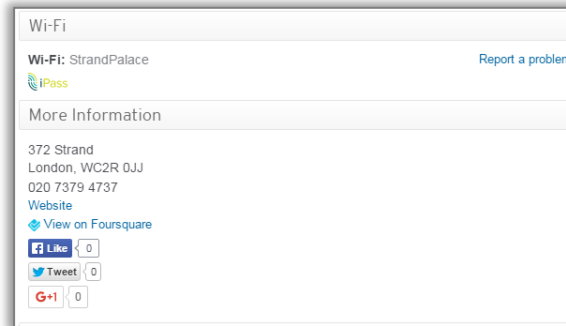 Wi-Fi
Wi-Fi: StrandPalace
Report a problem
iPass
More Information
372 Strand
London, WC2R 0JJ
020 7379 4737
Website
View on Foursquare
Like 0
Tweet 0
G+1 0